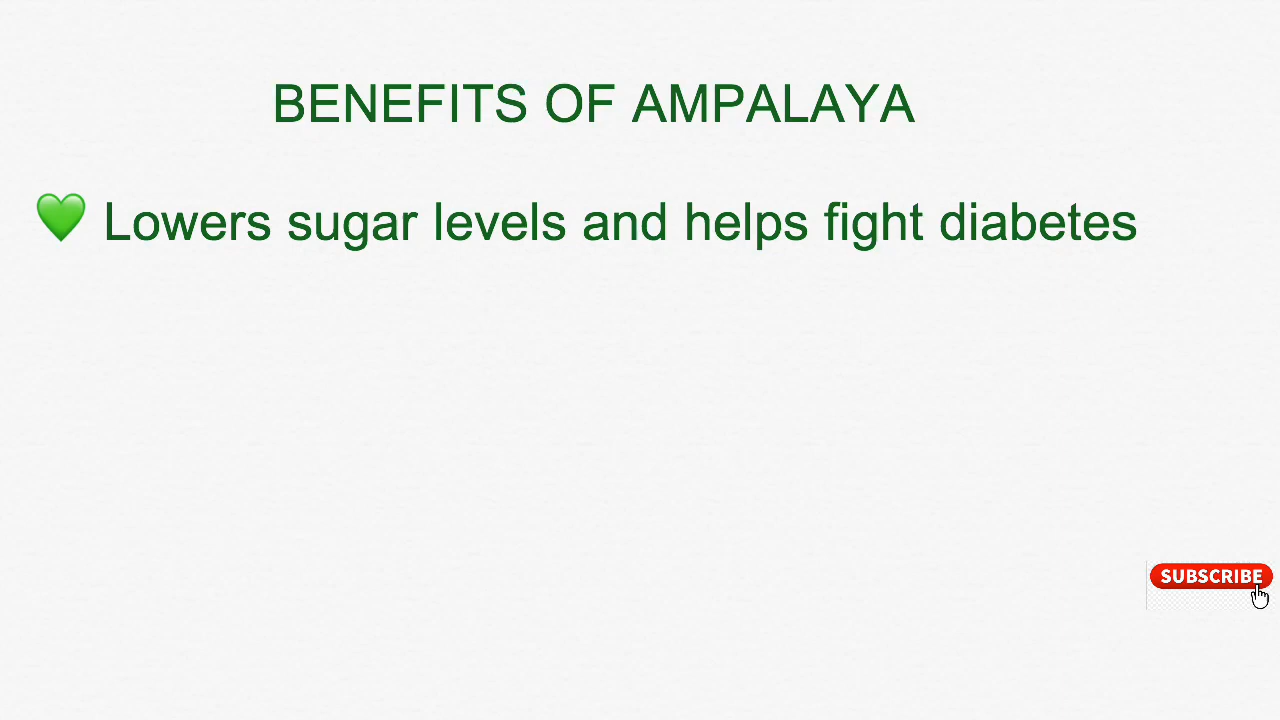 BENEFITS OF AMPALAYA
💚 Lowers sugar levels and helps fight diabetes
SUBSCRIBE